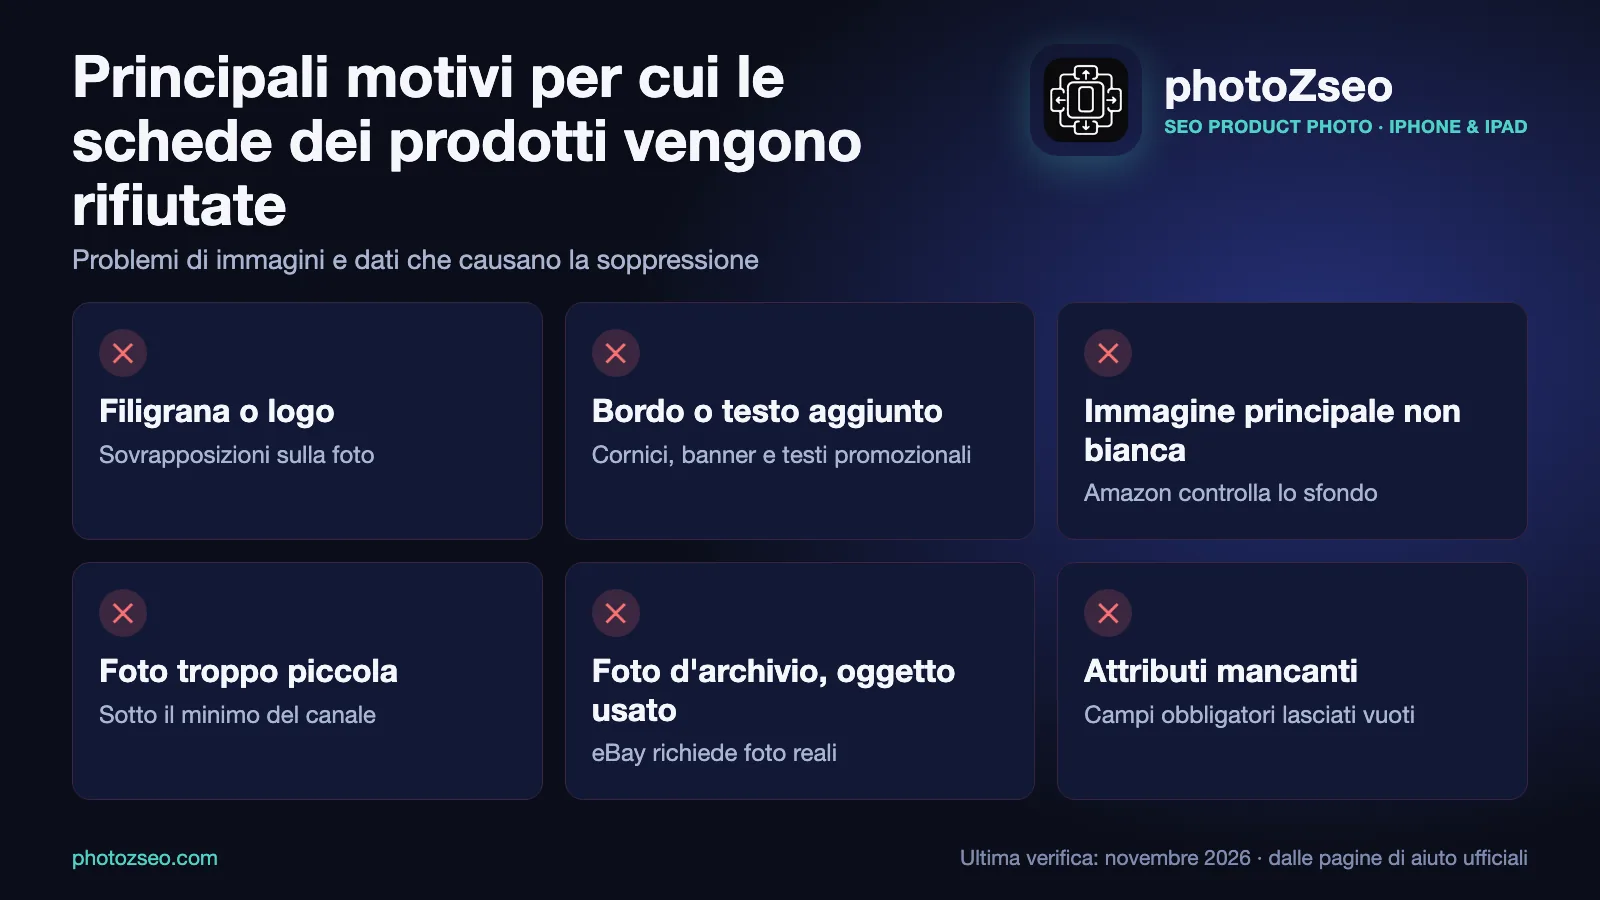 Principali motivi per cui le
schede dei prodotti vengono
rifiutate
Problemi di immagini e dati che causano la soppressione
photoZseo
SEO PRODUCT PHOTO · IPHONE & IPAD
Filigrana o logo
Sovrapposizioni sulla foto
Bordo o testo aggiunto
Cornici, banner e testi promozionali
Immagine principale non
bianca
Amazon controlla lo sfondo
Foto troppo piccola
Sotto il minimo del canale
Foto d'archivio, oggetto
usato
eBay richiede foto reali
Attributi mancanti
Campi obbligatori lasciati vuoti
photozseo.com
Ultima verifica: novembre 2026 · dalle pagine di aiuto ufficiali